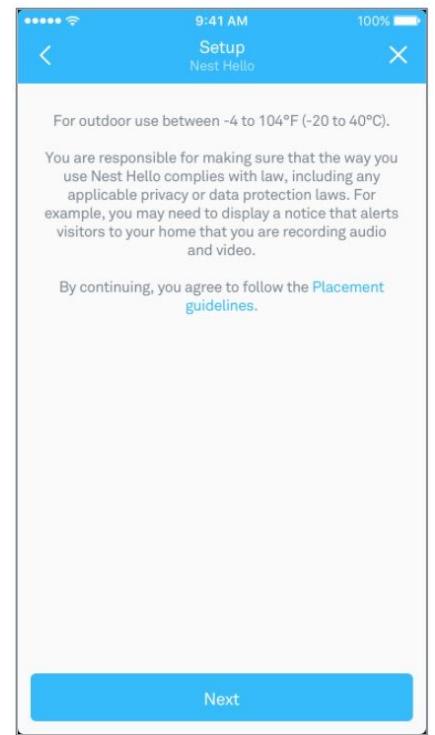 9:41 AM
100%
Setup
Nest Hello
For outdoor use between -4 to 104°F (-20 to 40°C).
You are responsible for making sure that the way you
use Nest Hello complies with law, including any
applicable privacy or data protection laws. For
example, you may need to display a notice that alerts
visitors to your home that you are recording audio
and video.
By continuing, you agree to follow the Placement
guidelines.
Next